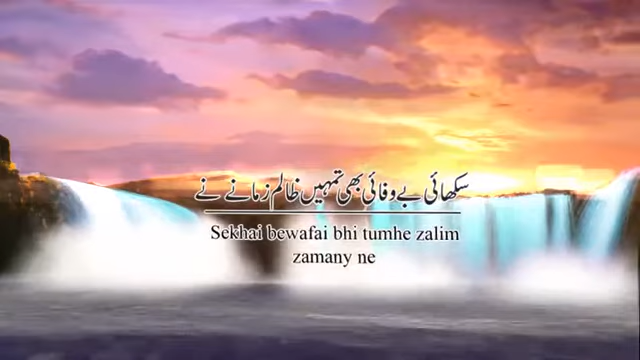 سکھائی بے وفائی بھی تمہیں ظالم زمانے نے
Sekhai bewafai bhi tumhe zalim
zamany ne